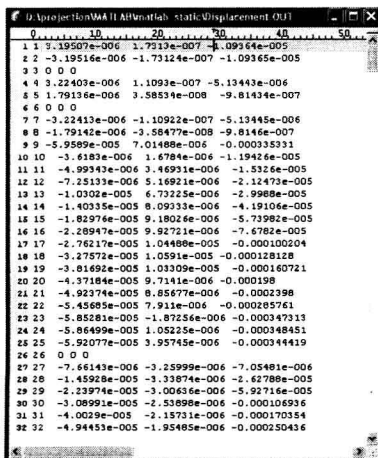 D:\projection\MATLAB\matlab_static\Displacement.OUT
0 1,0 2,0 3,0 4,0 5,0
1 1 3.19507e-006 1.7313e-007 -1.09364e-005
2 2 -3.19516e-006 -1.73124e-007 -1.09365e-005
3 3 0 0 0
4 4 3.22403e-006 1.1093e-007 -5.13443e-006
5 5 1.79136e-006 3.58534e-008 -9.81434e-007
6 6 0 0 0
7 7 -3.22413e-006 -1.10922e-007 -5.13445e-006
8 8 -1.79142e-006 -3.58477e-008 -9.8146e-007
9 9 -5.9589e-005 7.01488e-006 -0.000335331
10 10 -3.6183e-006 1.6784e-006 -1.19426e-005
11 11 -4.99343e-006 3.46931e-006 -1.5326e-005
12 12 -7.25133e-006 5.16921e-006 -2.12473e-005
13 13 -1.0302e-005 6.73225e-006 -2.9988e-005
14 14 -1.40335e-005 8.09333e-006 -4.19106e-005
15 15 -1.82976e-005 9.18026e-006 -5.73982e-005
16 16 -2.28947e-005 9.92721e-006 -7.6782e-005
17 17 -2.76217e-005 1.04488e-005 -0.000100204
18 18 -3.27572e-005 1.0591e-005 -0.000128128
19 19 -3.81692e-005 1.03309e-005 -0.000160721
20 20 -4.37184e-005 9.7141e-006 -0.000198
21 21 -4.92374e-005 8.85677e-006 -0.0002398
22 22 -5.45685e-005 7.911e-006 -0.000285761
23 23 -5.85281e-005 -1.87256e-006 -0.000347313
24 24 -5.86499e-005 1.05225e-006 -0.000348451
25 25 -5.92077e-005 3.95745e-006 -0.000344419
26 26 0 0 0
27 27 -7.66143e-006 -3.25999e-006 -7.05481e-006
28 28 -1.45928e-005 -3.33874e-006 -2.62788e-005
29 29 -2.23974e-005 -3.00636e-006 -5.92716e-005
30 30 -3.08991e-005 -2.53898e-006 -0.000106936
31 31 -4.0029e-005 -2.15731e-006 -0.000170354
32 32 -4.94453e-005 -1.95485e-006 -0.000250436